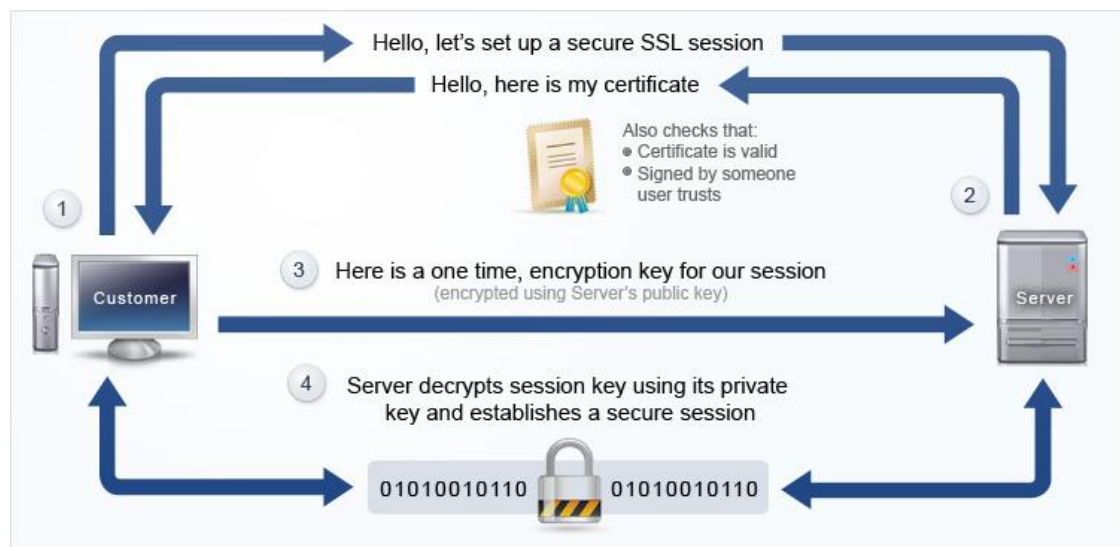 Hello, let's set up a secure SSL session
Hello, here is my certificate
Also checks that:
Certificate is valid
Signed by someone
user trusts
1
2
3 Here is a one time, encryption key for our session
(encrypted using Server's public key)
Customer
Server
4 Server decrypts session key using its private
key and establishes a secure session
01010010110 01010010110